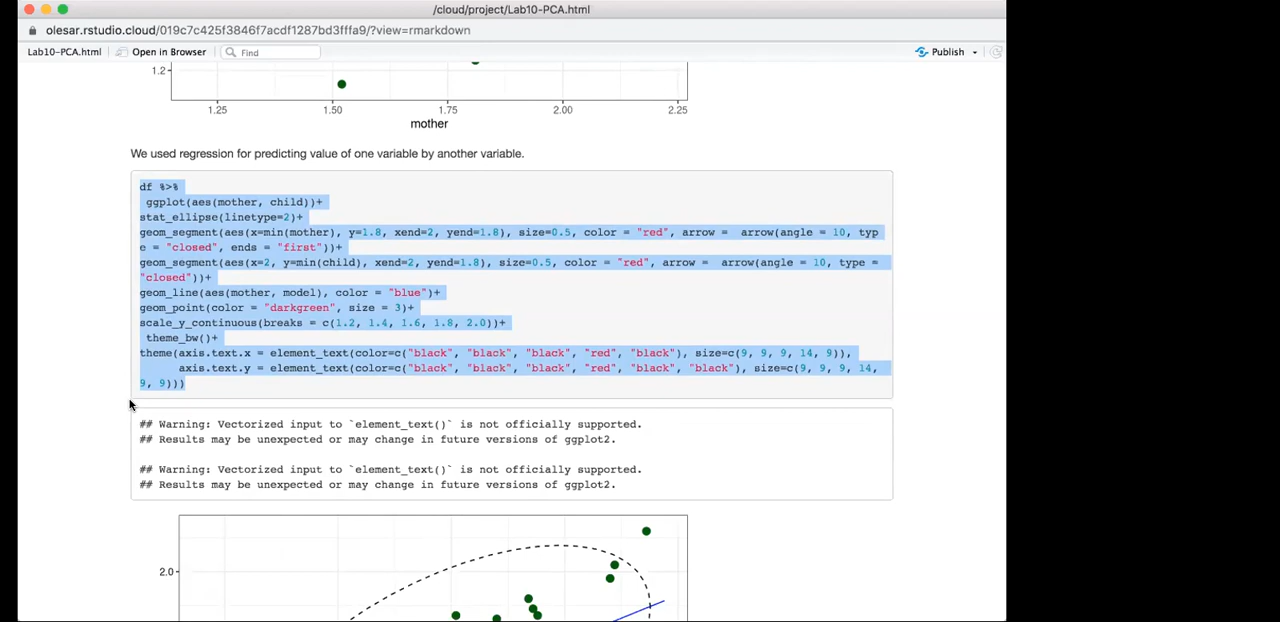 /cloud/project/Lab10-PCA.html
olesar.rstudio.cloud/019c7c425f3846f7acdf1287bd3fffa9/?view=rmarkdown
Lab10-PCA.html Open in Browser Find Publish
1.2
1.25 1.50 1.75 2.00 2.25
mother
We used regression for predicting value of one variable by another variable.
df %>%
ggplot(aes(mother, child))+
stat_ellipse(linetype=2)+
geom_segment(aes(x=min(mother), y=1.8, xend=2, yend=1.8), size=0.5, color = "red", arrow = arrow(angle = 10, typ
e = "closed", ends = "first"))+
geom_segment(aes(x=2, y=min(child), xend=2, yend=1.8), size=0.5, color = "red", arrow = arrow(angle = 10, type =
"closed"))+
geom_line(aes(mother, model), color = "blue")+
geom_point(color = "darkgreen", size = 3)+
scale_y_continuous(breaks = c(1.2, 1.4, 1.6, 1.8, 2.0))+
theme_bw()+
theme(axis.text.x = element_text(color=c("black", "black", "black", "red", "black"), size=c(9, 9, 9, 14, 9)),
axis.text.y = element_text(color=c("black", "black", "black", "red", "black", "black"), size=c(9, 9, 9, 14,
9, 9)))
## Warning: Vectorized input to `element_text()` is not officially supported.
## Results may be unexpected or may change in future versions of ggplot2.
## Warning: Vectorized input to `element_text()` is not officially supported.
## Results may be unexpected or may change in future versions of ggplot2.
2.0